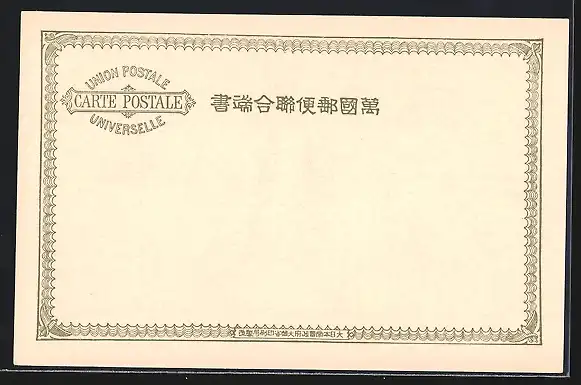 UNION POSTALE
CARTE POSTALE
UNIVERSELLE
萬國郵便聯合端書